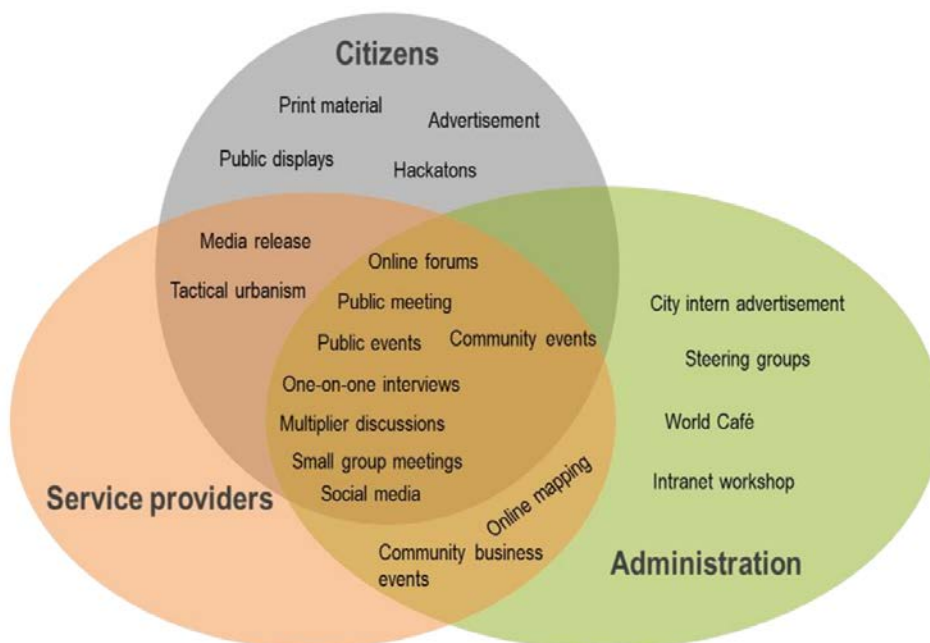 Citizens
Print material
Advertisement
Public displays
Hackatons
Media release
Online forums
Tactical urbanism
Public meeting
City intern advertisement
Public events
Community events
Steering groups
One-on-one interviews
Multiplier discussions
World Café
Small group meetings
Online mapping
Intranet workshop
Service providers
Social media
Community business
events
Administration